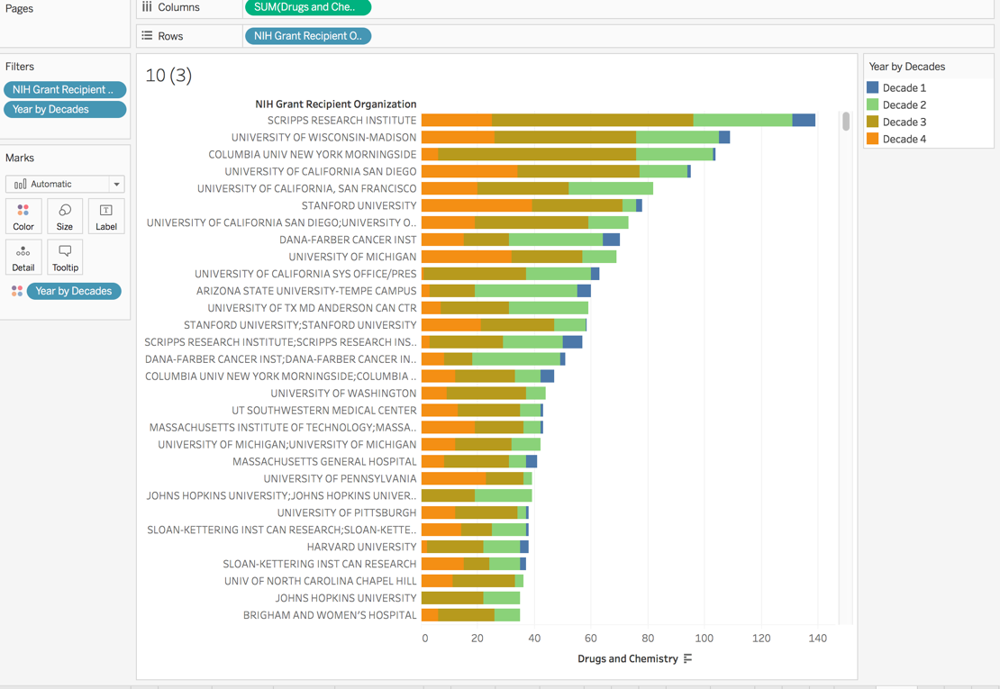 Pages
Columns
SUM(Drugs and Che..
Rows
NIH Grant Recipient O..
Filters
NIH Grant Recipient ..
Year by Decades
Marks
Automatic
Color
Size
Label
Detail
Tooltip
Year by Decades
10 (3)
NIH Grant Recipient Organization
SCRIPPS RESEARCH INSTITUTE
UNIVERSITY OF WISCONSIN-MADISON
COLUMBIA UNIV NEW YORK MORNINGSIDE
UNIVERSITY OF CALIFORNIA SAN DIEGO
UNIVERSITY OF CALIFORNIA, SAN FRANCISCO
STANFORD UNIVERSITY
UNIVERSITY OF CALIFORNIA SAN DIEGO;UNIVERSITY O..
DANA-FARBER CANCER INST
UNIVERSITY OF MICHIGAN
UNIVERSITY OF CALIFORNIA SYS OFFICE/PRES
ARIZONA STATE UNIVERSITY-TEMPE CAMPUS
UNIVERSITY OF TX MD ANDERSON CAN CTR
STANFORD UNIVERSITY;STANFORD UNIVERSITY
SCRIPPS RESEARCH INSTITUTE;SCRIPPS RESEARCH INS..
DANA-FARBER CANCER INST;DANA-FARBER CANCER IN..
COLUMBIA UNIV NEW YORK MORNINGSIDE;COLUMBIA ..
UNIVERSITY OF WASHINGTON
UT SOUTHWESTERN MEDICAL CENTER
MASSACHUSETTS INSTITUTE OF TECHNOLOGY;MASSA..
UNIVERSITY OF MICHIGAN;UNIVERSITY OF MICHIGAN
MASSACHUSETTS GENERAL HOSPITAL
UNIVERSITY OF PENNSYLVANIA
JOHNS HOPKINS UNIVERSITY;JOHNS HOPKINS UNIVER..
UNIVERSITY OF PITTSBURGH
SLOAN-KETTERING INST CAN RESEARCH;SLOAN-KETTE..
HARVARD UNIVERSITY
SLOAN-KETTERING INST CAN RESEARCH
UNIV OF NORTH CAROLINA CHAPEL HILL
JOHNS HOPKINS UNIVERSITY
BRIGHAM AND WOMEN'S HOSPITAL
0 20 40 60 80 100 120 140
Drugs and Chemistry
Year by Decades
Decade 1
Decade 2
Decade 3
Decade 4